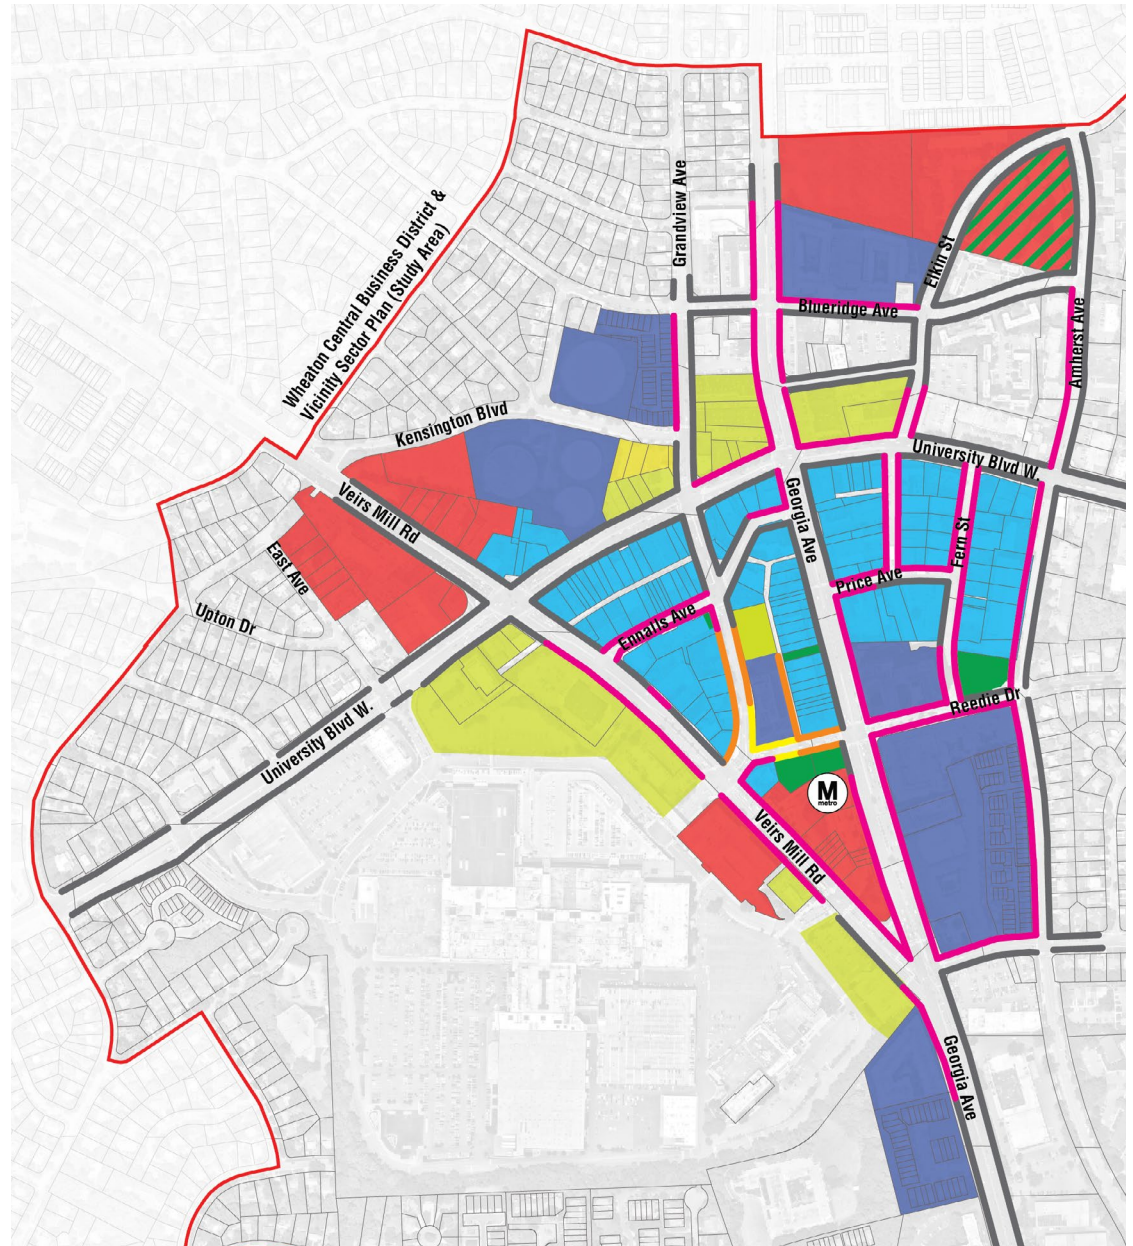 Wheaton Central Business District &
Vicinity Sector Plan (Study Area)
Grandview Ave
Elkin St
Blueridge Ave
Amherst Ave
Kensington Blvd
University Blvd W.
Veirs Mill Rd
Georgia Ave
Fern St
East Ave
Price Ave
Upton Dr
Ennalls Ave
Reedie Dr
University Blvd W.
M
metro
Veirs Mill Rd
Georgia Ave